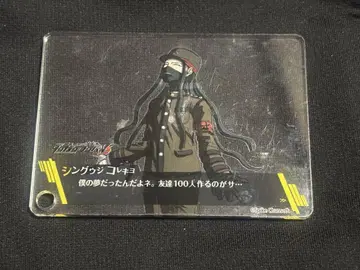 シングウジ コレキヨ
僕の夢だったんだよネ。友達100人作るのがサ…